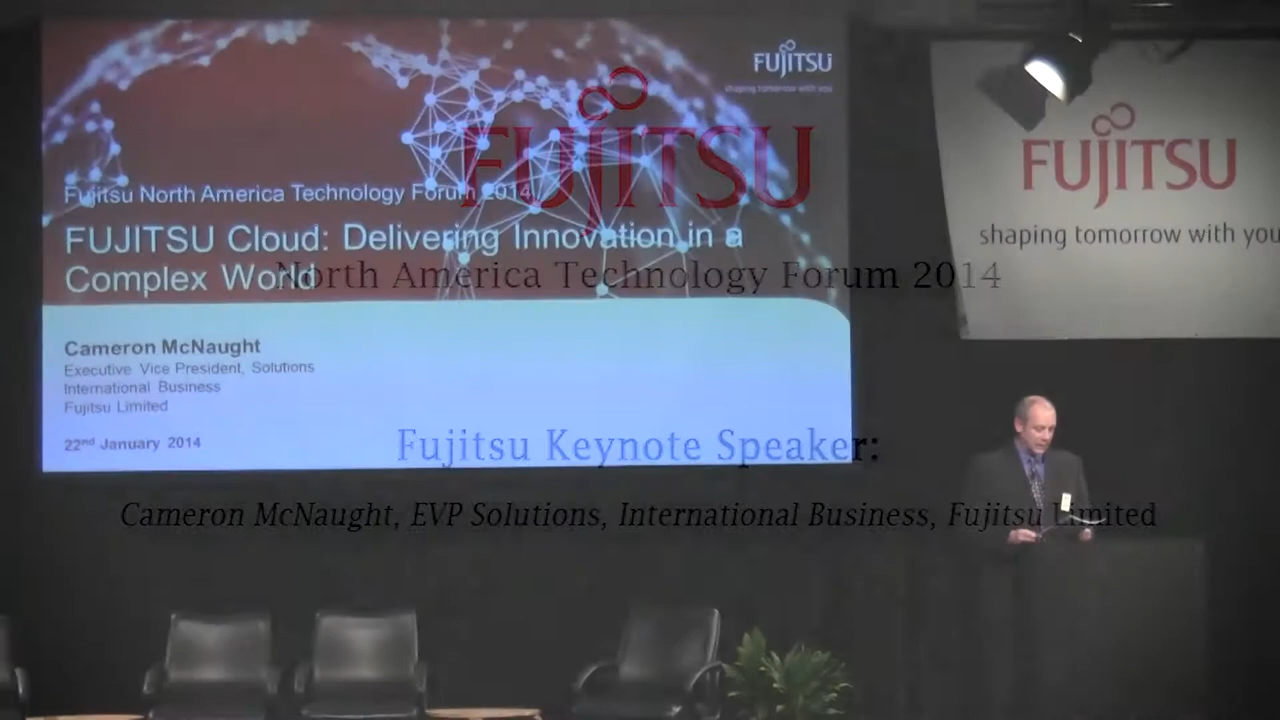 FUJITSU
shaping tomorrow with you
FUJITSU
FUJITSU
shaping tomorrow with you
Fujitsu North America Technology Forum 2014
FUJITSU Cloud: Delivering Innovation in a
Complex World
North America Technology Forum 2014
Cameron McNaught
Executive Vice President, Solutions
International Business
Fujitsu Limited
22nd January 2014
Fujitsu Keynote Speaker:
Cameron McNaught, EVP Solutions, International Business, Fujitsu Limited